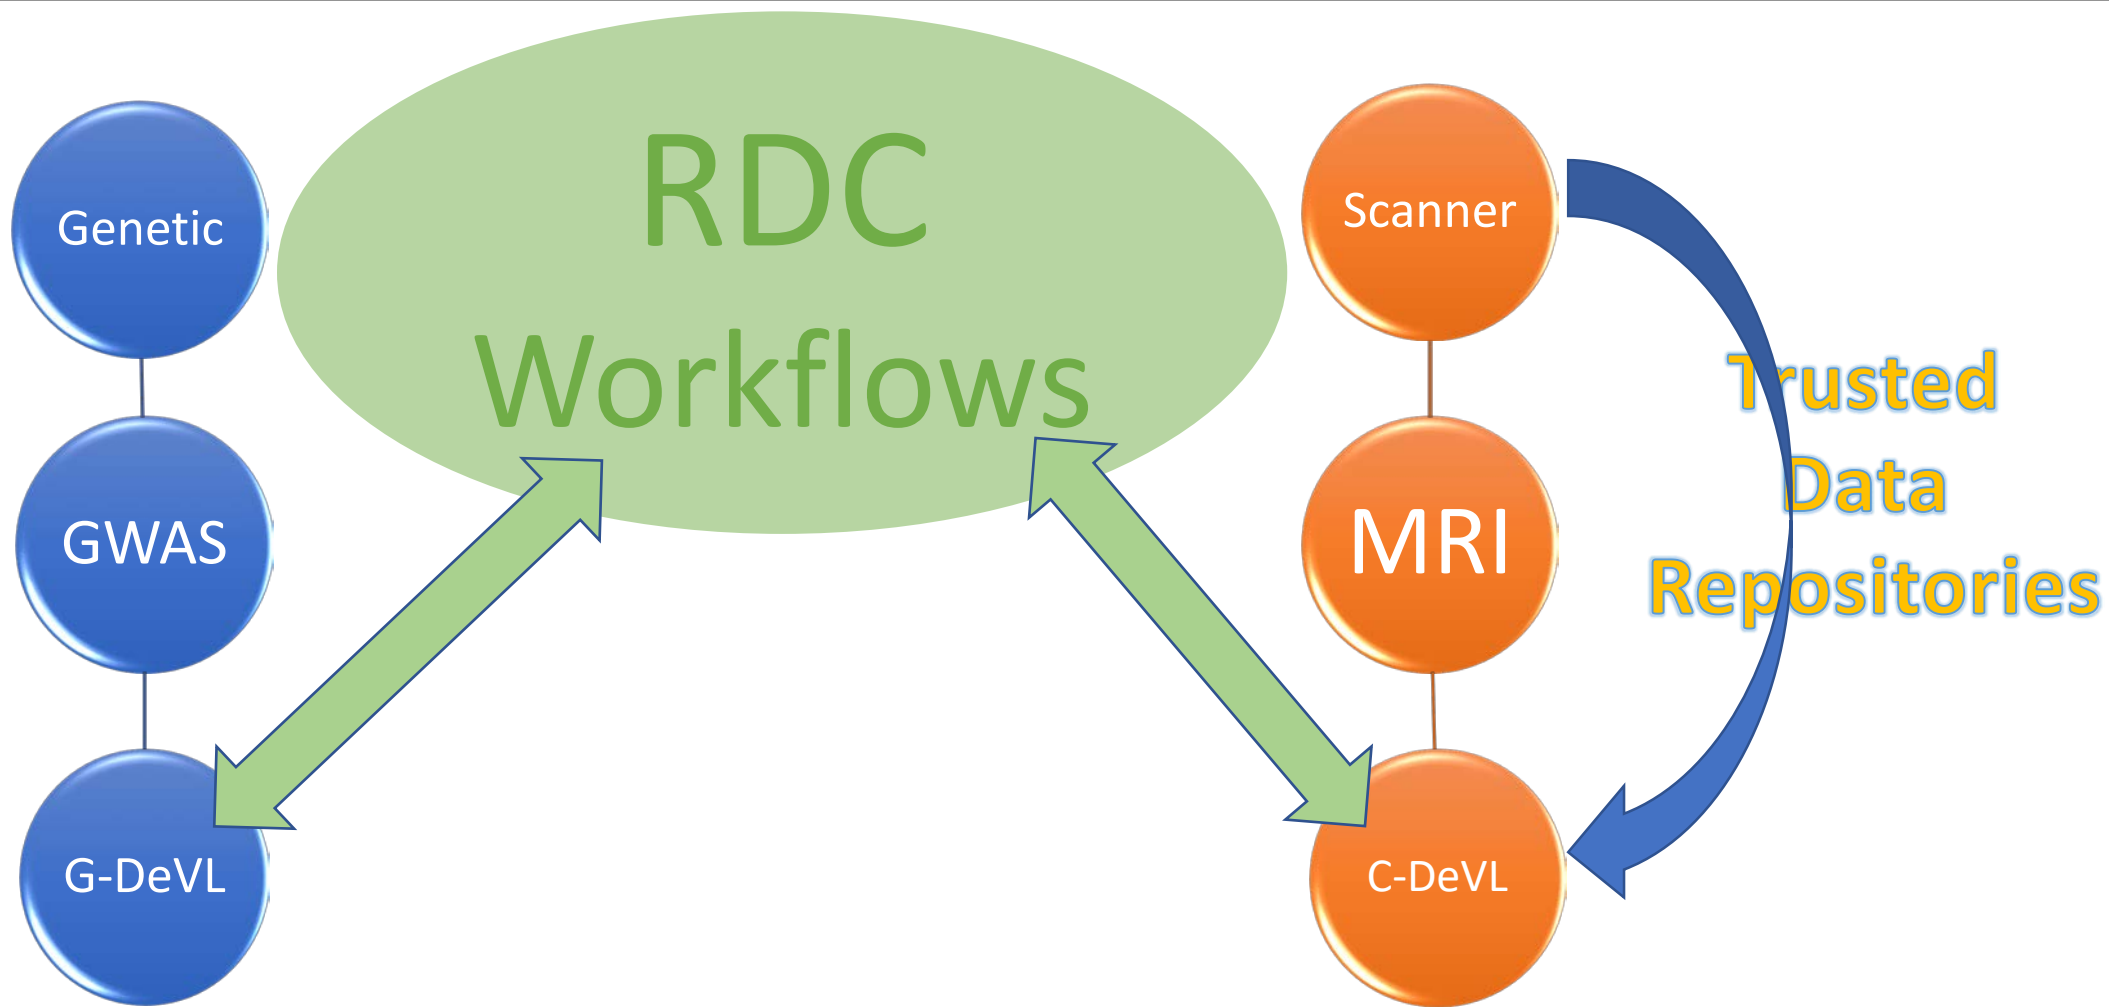 Genetic
GWAS
G-DeVL
RDC
Workflows
Scanner
MRI
C-DeVL
Trusted
Data
Repositories